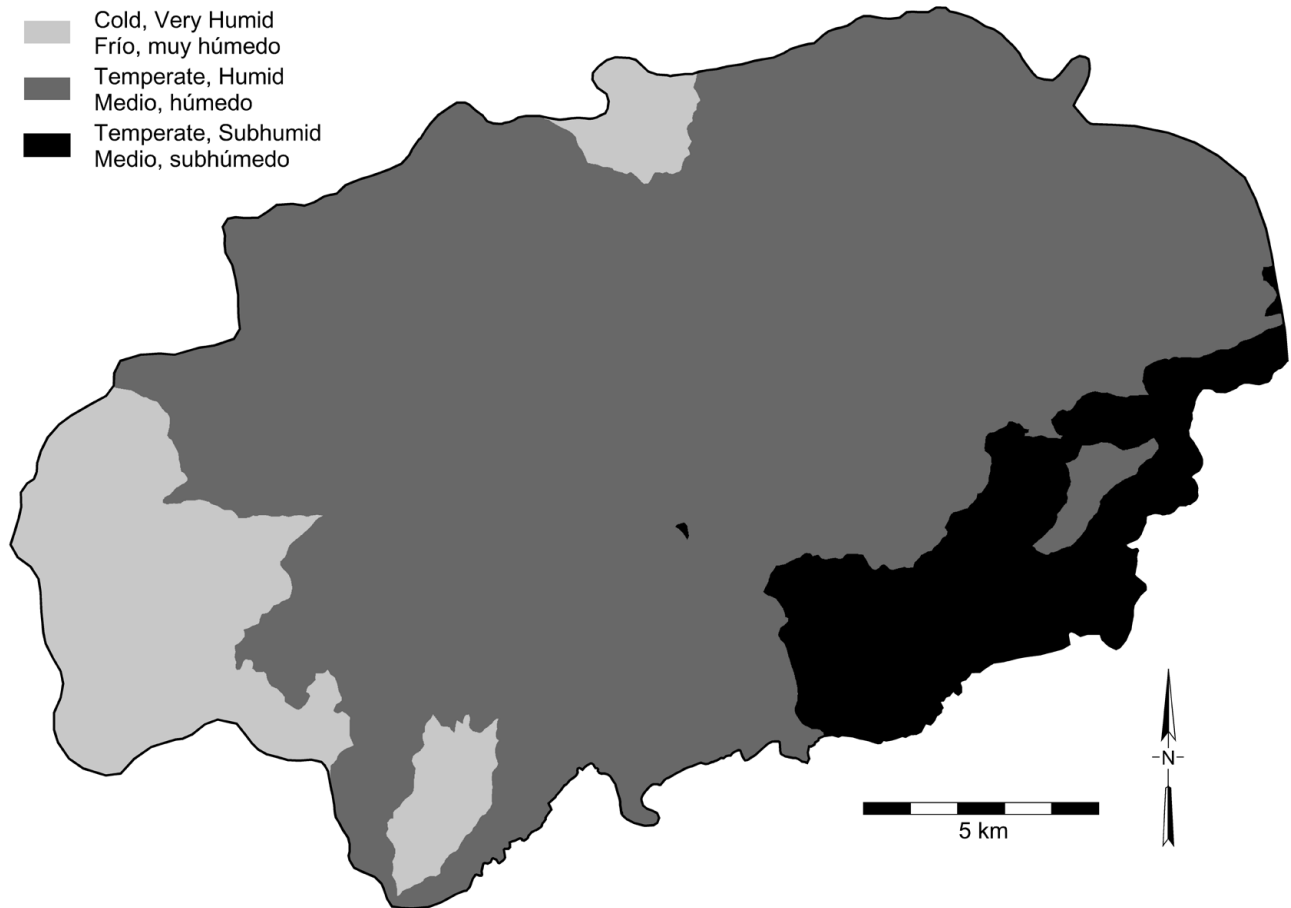 Cold, Very Humid
Frío, muy húmedo
Temperate, Humid
Medio, húmedo
Temperate, Subhumid
Medio, subhúmedo
-N-
5 km